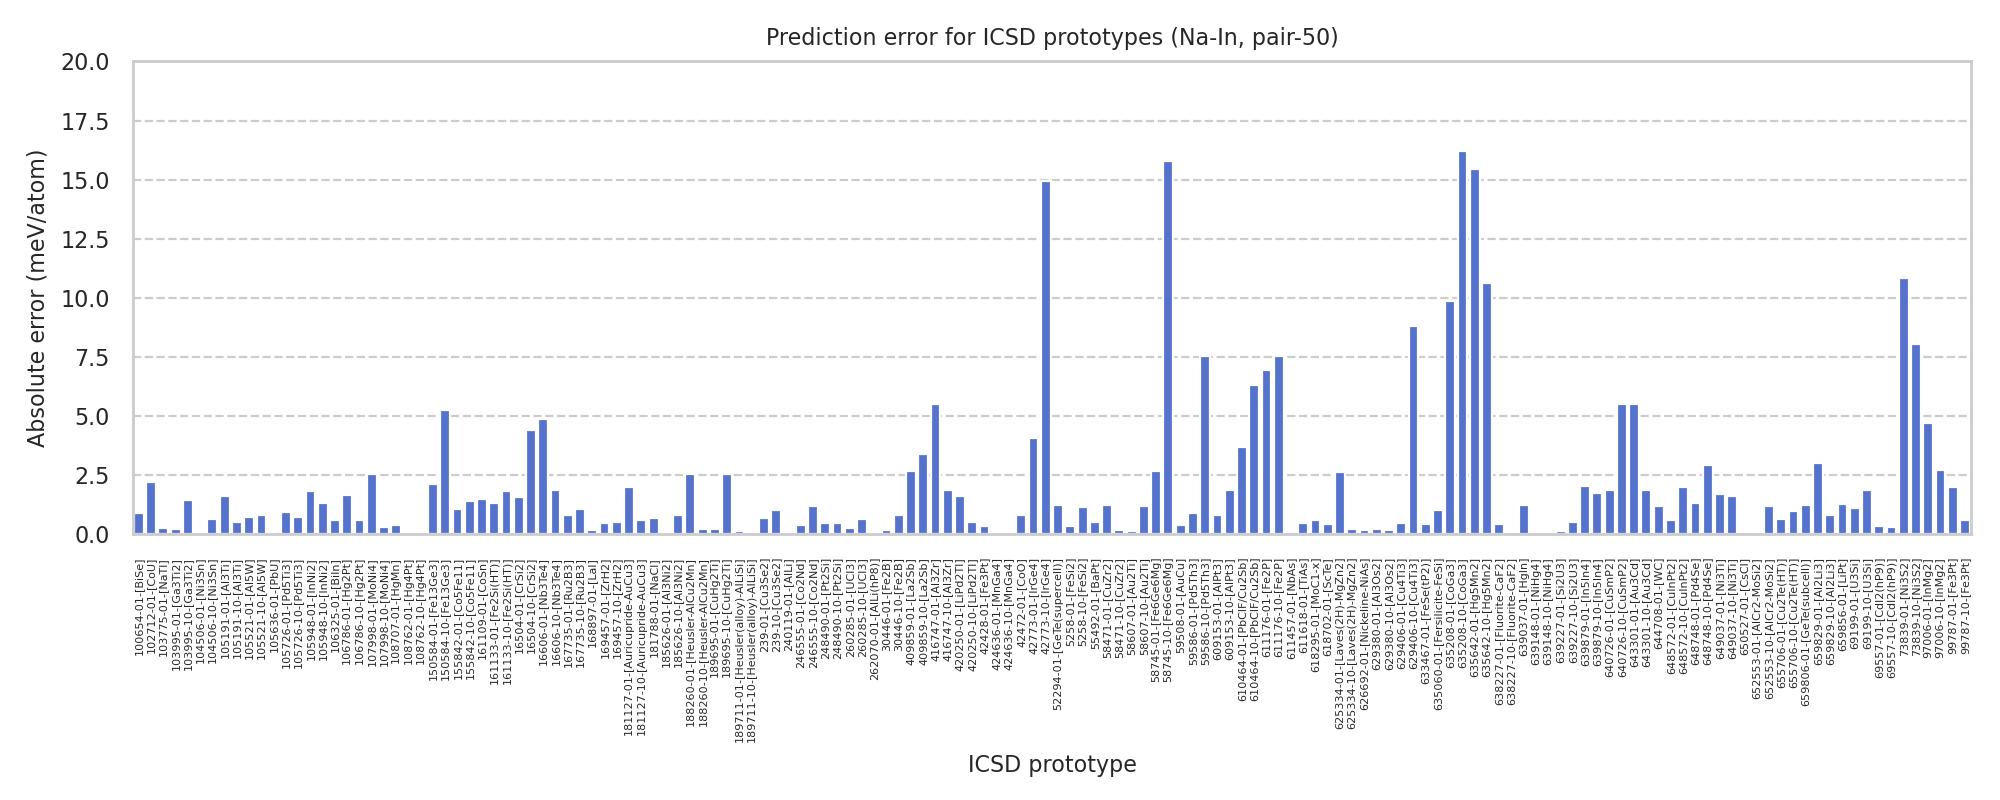 Prediction error for ICSD prototypes (Na-In, pair-50)
Absolute error (meV/atom)
20.0
17.5
15.0
12.5
10.0
7.5
5.0
2.5
0.0
100654-01-[BiSe]
102712-01-[CoU]
103775-01-[NaTl]
103995-01-[Ga3Ti2]
103995-10-[Ga3Ti2]
104506-01-[Ni3Sn]
104506-10-[Ni3Sn]
105191-01-[Al3Ti]
105191-10-[Al3Ti]
105521-01-[Al5W]
105521-10-[Al5W]
105636-01-[PbU]
105726-01-[Pd5Ti3]
105726-10-[Pd5Ti3]
105948-01-[InNi2]
105948-10-[InNi2]
106325-01-[BiIn]
106786-01-[Hg2Pt]
106786-10-[Hg2Pt]
107998-01-[MoNi4]
107998-10-[MoNi4]
108707-01-[HgMn]
108762-01-[Hg4Pt]
108762-10-[Hg4Pt]
150584-01-[Fe13Ge3]
150584-10-[Fe13Ge3]
155842-01-[Co5Fe11]
155842-10-[Co5Fe11]
161109-01-[CoSn]
161133-01-[Fe2Si(HT)]
161133-10-[Fe2Si(HT)]
16504-01-[CrSi2]
16504-10-[CrSi2]
16606-01-[Nb3Te4]
16606-10-[Nb3Te4]
167735-01-[Ru2B3]
167735-10-[Ru2B3]
168897-01-[LaI]
169457-01-[ZrH2]
169457-10-[ZrH2]
181127-01-[Auricupride-AuCu3]
181127-10-[Auricupride-AuCu3]
181788-01-[NaCl]
185626-01-[Al3Ni2]
185626-10-[Al3Ni2]
188260-01-[Heusler-AlCu2Mn]
188260-10-[Heusler-AlCu2Mn]
189695-01-[CuHg2Ti]
189695-10-[CuHg2Ti]
189711-01-[Heusler(alloy)-AlLiSi]
189711-10-[Heusler(alloy)-AlLiSi]
239-01-[Cu3Se2]
239-10-[Cu3Se2]
240119-01-[AlLi]
246555-01-[Co2Nd]
246555-10-[Co2Nd]
248490-01-[Pt2Si]
248490-10-[Pt2Si]
260285-01-[UCl3]
260285-10-[UCl3]
262070-01-[AlLi(hP8)]
30446-01-[Fe2B]
30446-10-[Fe2B]
409859-01-[La2Sb]
409859-10-[La2Sb]
416747-01-[Al3Zr]
416747-10-[Al3Zr]
420250-01-[LiPd2Tl]
420250-10-[LiPd2Tl]
42428-01-[Fe3Pt]
424636-01-[MnGa4]
424636-10-[MnGa4]
42472-01-[CoO]
42773-01-[IrGe4]
42773-10-[IrGe4]
52294-01-[GeTe(supercell)]
5258-01-[FeSi2]
5258-10-[FeSi2]
55492-01-[BaPt]
58471-01-[CuZr2]
58471-10-[CuZr2]
58607-01-[Au2Ti]
58607-10-[Au2Ti]
58745-01-[Fe6Ge6Mg]
58745-10-[Fe6Ge6Mg]
59508-01-[AuCu]
59586-01-[Pd5Th3]
59586-10-[Pd5Th3]
609153-01-[AlPt3]
609153-10-[AlPt3]
610464-01-[PbClF/Cu2Sb]
610464-10-[PbClF/Cu2Sb]
611176-01-[Fe2P]
611176-10-[Fe2P]
611457-01-[NbAs]
611618-01-[TiAs]
618295-01-[MoC1-x]
618702-01-[ScTe]
625334-01-[Laves(2H)-MgZn2]
625334-10-[Laves(2H)-MgZn2]
626692-01-[Nickeline-NiAs]
629380-01-[Al3Os2]
629380-10-[Al3Os2]
629406-01-[Cu4Ti3]
629406-10-[Cu4Ti3]
633467-01-[FeSe(tP2)]
635060-01-[Fersilicite-FeSi]
635208-01-[CoGa3]
635208-10-[CoGa3]
635642-01-[Hg5Mn2]
635642-10-[Hg5Mn2]
638227-01-[Fluorite-CaF2]
638227-10-[Fluorite-CaF2]
639037-01-[HgIn]
639148-01-[NiHg4]
639148-10-[NiHg4]
639227-01-[Si2U3]
639227-10-[Si2U3]
639879-01-[InSIn4]
639879-10-[InSIn4]
640726-01-[CuSmP2]
640726-10-[CuSmP2]
643301-01-[Au3Cd]
643301-10-[Au3Cd]
644708-01-[WC]
648572-01-[CuInPt2]
648572-10-[CuInPt2]
648748-01-[Pd4Se]
648748-10-[Pd4Se]
649037-01-[Ni3Ti]
649037-10-[Ni3Ti]
650527-01-[CsCl]
652553-01-[AlCr2-MoSi2]
652553-10-[AlCr2-MoSi2]
655706-01-[Cu2Te(HT)]
655706-10-[Cu2Te(HT)]
659806-01-[GeTe(supercell)]
659829-01-[Al2Li3]
659829-10-[Al2Li3]
659856-01-[LiPt]
69199-01-[U3Si]
69199-10-[U3Si]
69557-01-[CdI2(hP9)]
69557-10-[CdI2(hP9)]
73839-01-[Ni3S2]
73839-10-[Ni3S2]
97006-01-[InMg2]
97006-10-[InMg2]
99787-01-[Fe3Pt]
99787-10-[Fe3Pt]
ICSD prototype